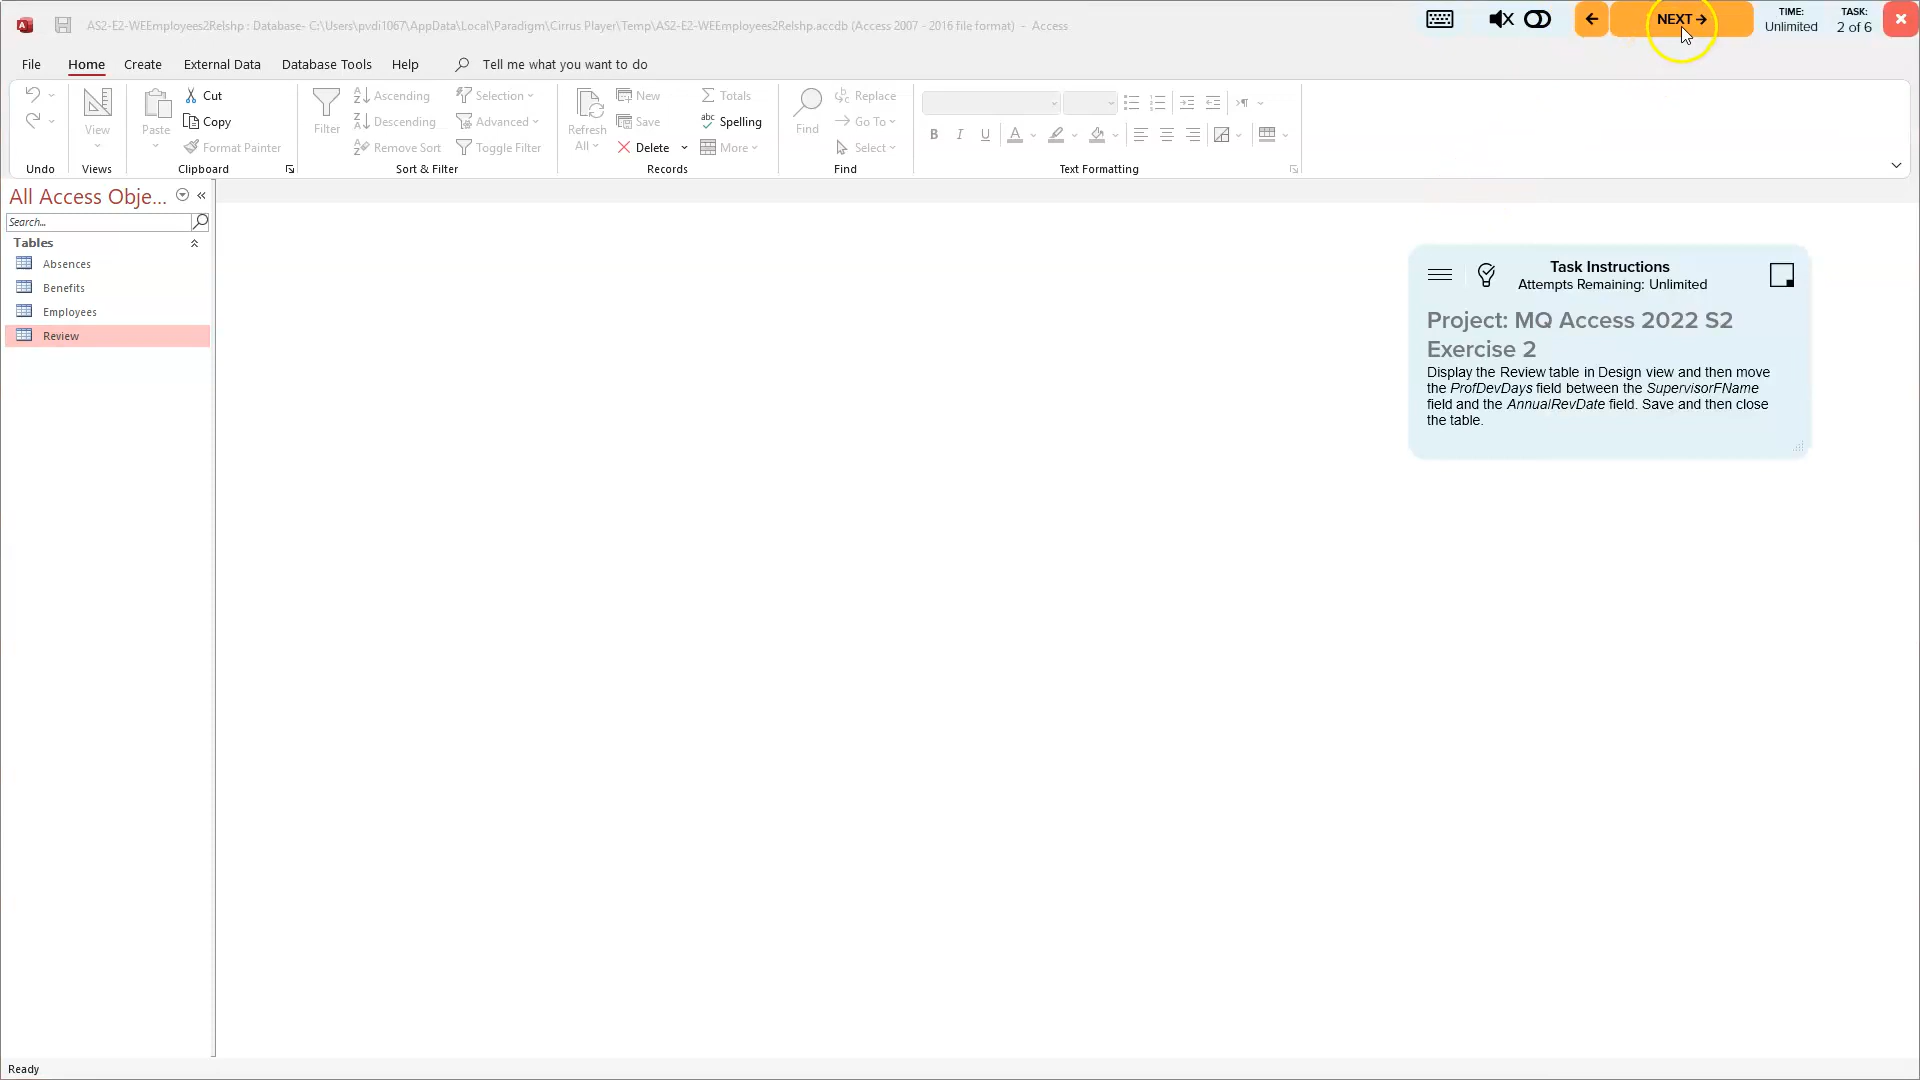 AS2-E2-WEEmployees2Relshp : Database- C:\Users\pvdi1067\AppData\Local\Paradigm\Cirrus Player\Temp\AS2-E2-WEEmployees2Relshp.accdb (Access 2007 - 2016 file format) - Access
NEXT
TIME:
Unlimited
TASK:
2 of 6
File Home Create External Data Database Tools Help Tell me what you want to do
Cut
Copy
Format Painter
View
Paste
Filter
Ascending
Descending
Remove Sort
Selection
Advanced
Toggle Filter
Refresh
All
New
Save
Delete
Totals
Spelling
More
Find
Replace
Go To
Select
B I U A
Undo Views Clipboard Sort & Filter Records Find Text Formatting
All Access Obje...
Search...
Tables
Absences
Benefits
Employees
Review
Task Instructions
Attempts Remaining: Unlimited
Project: MQ Access 2022 S2
Exercise 2
Display the Review table in Design view and then move
the ProfDevDays field between the SupervisorFName
field and the AnnualRevDate field. Save and then close
the table.
Ready